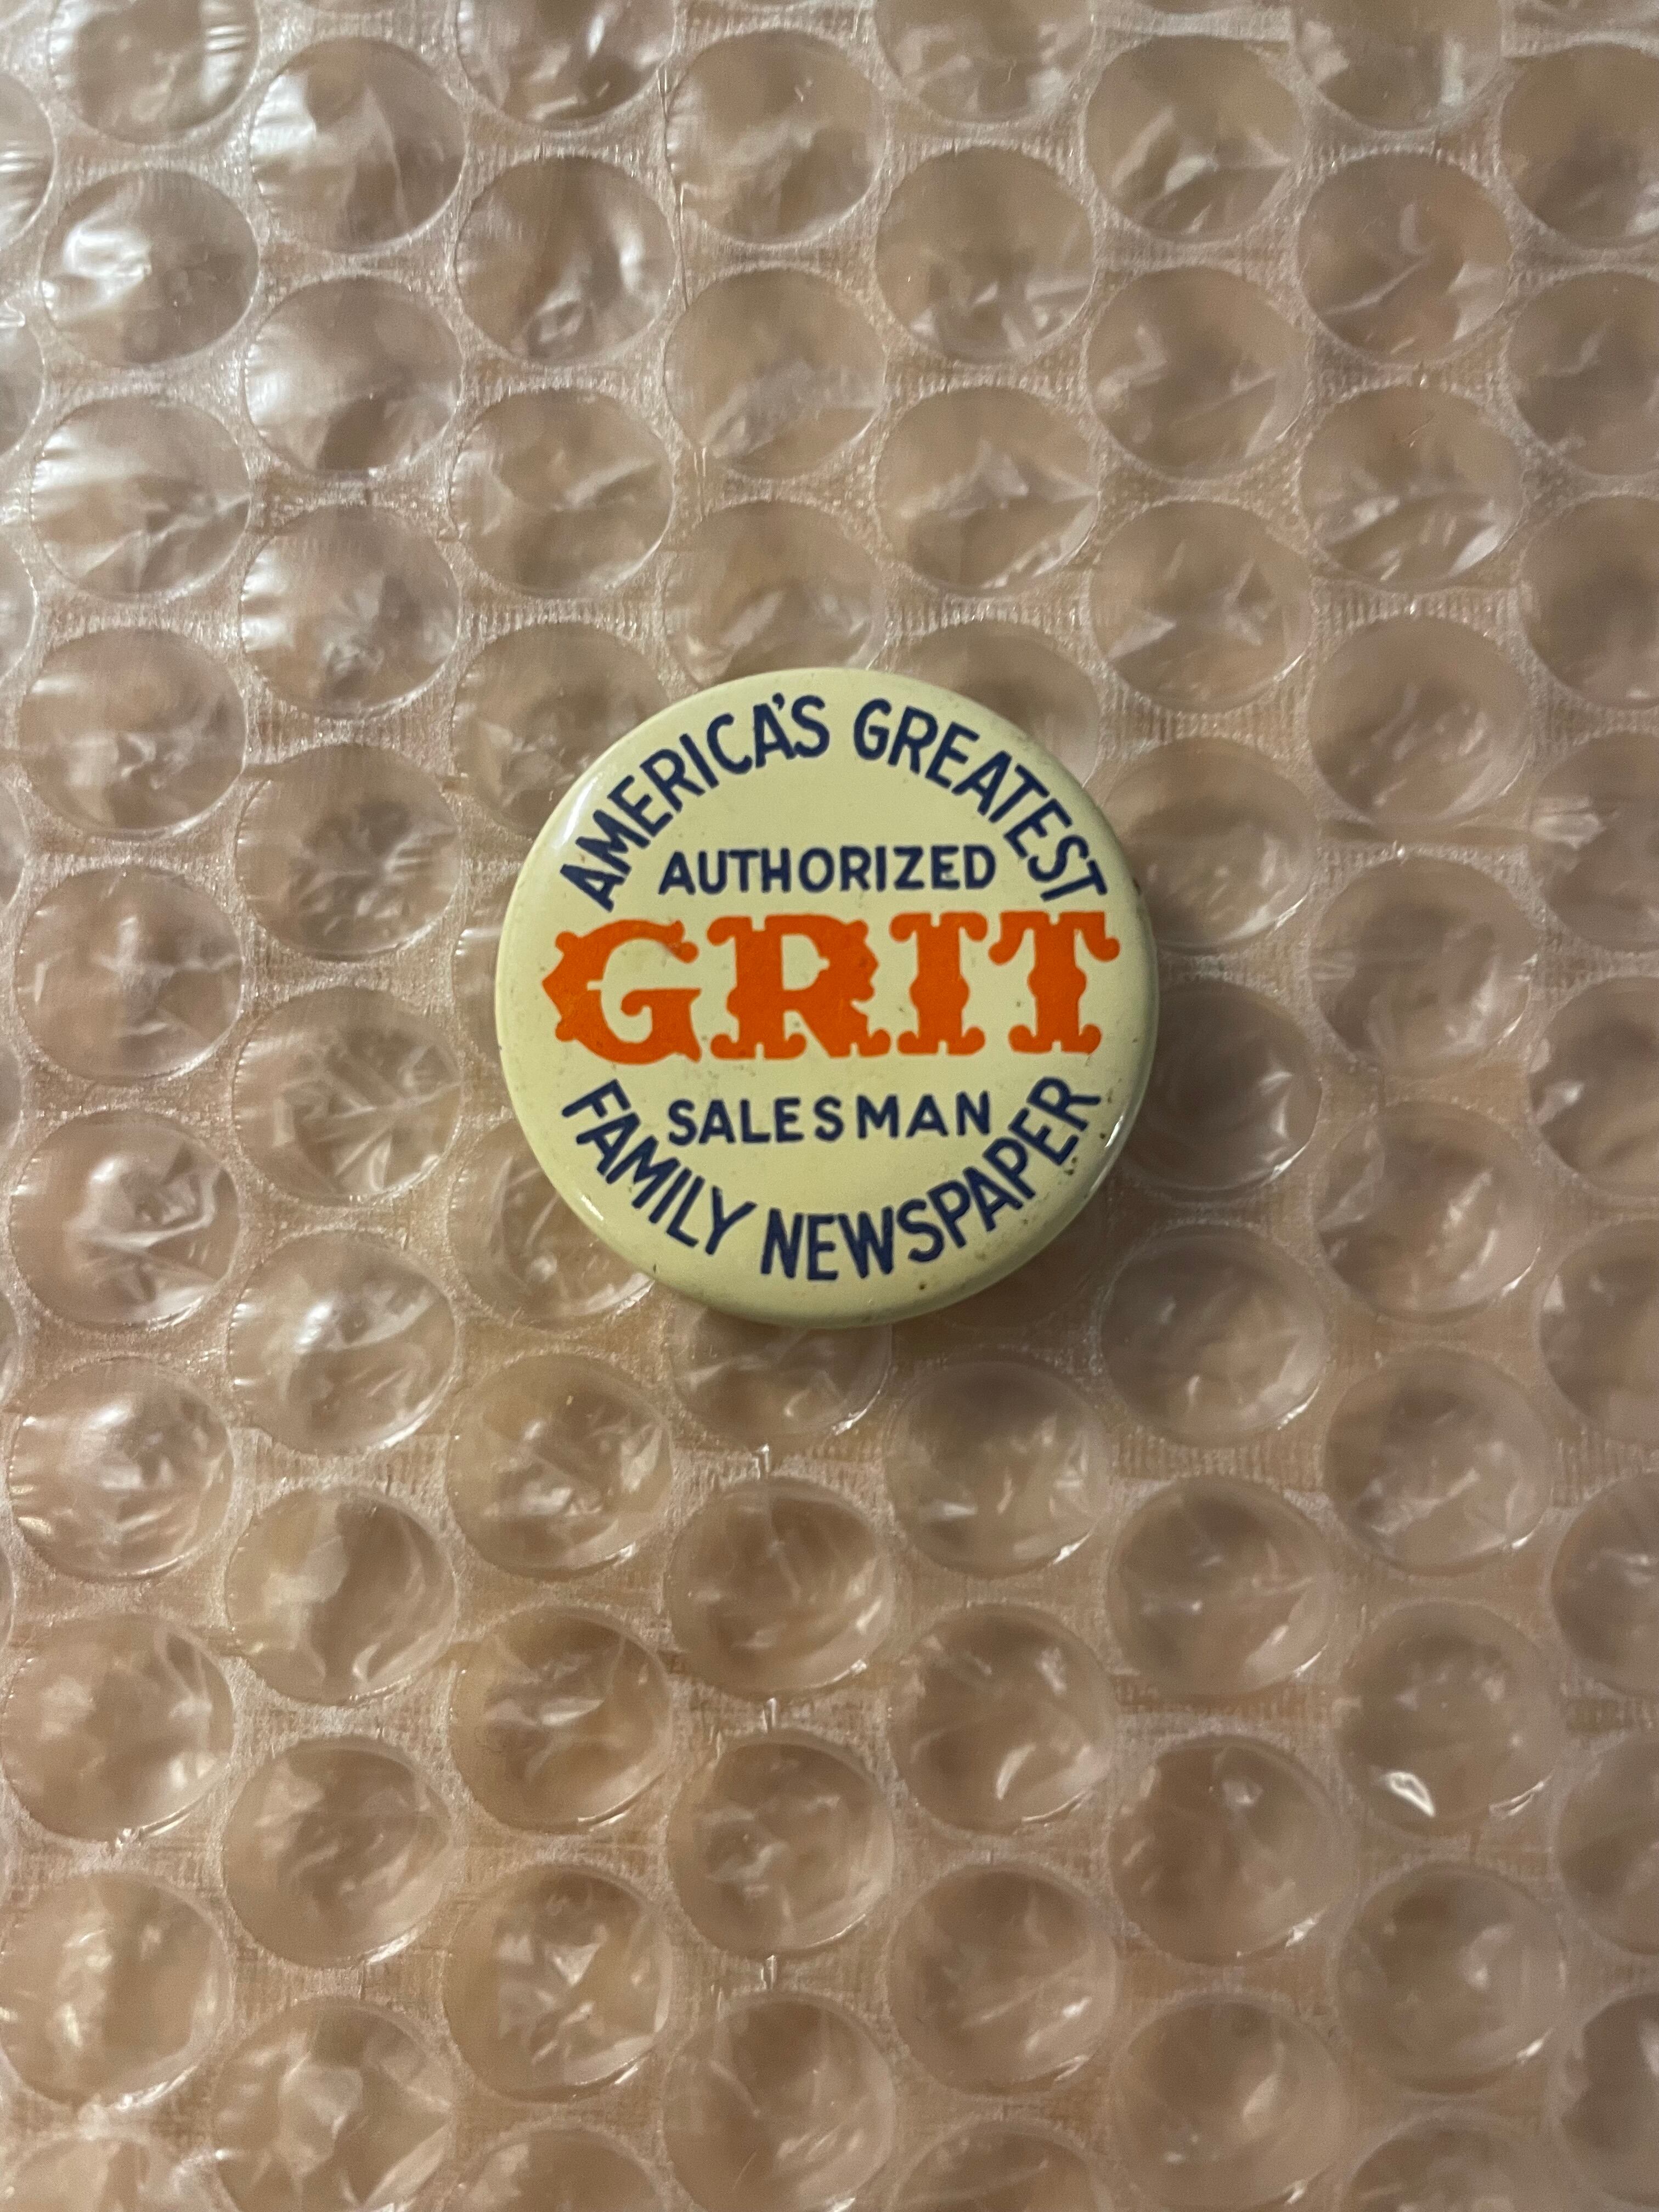 AMERICA'S GREATEST
AUTHORIZED
GRIT
SALESMAN
FAMILY NEWSPAPER